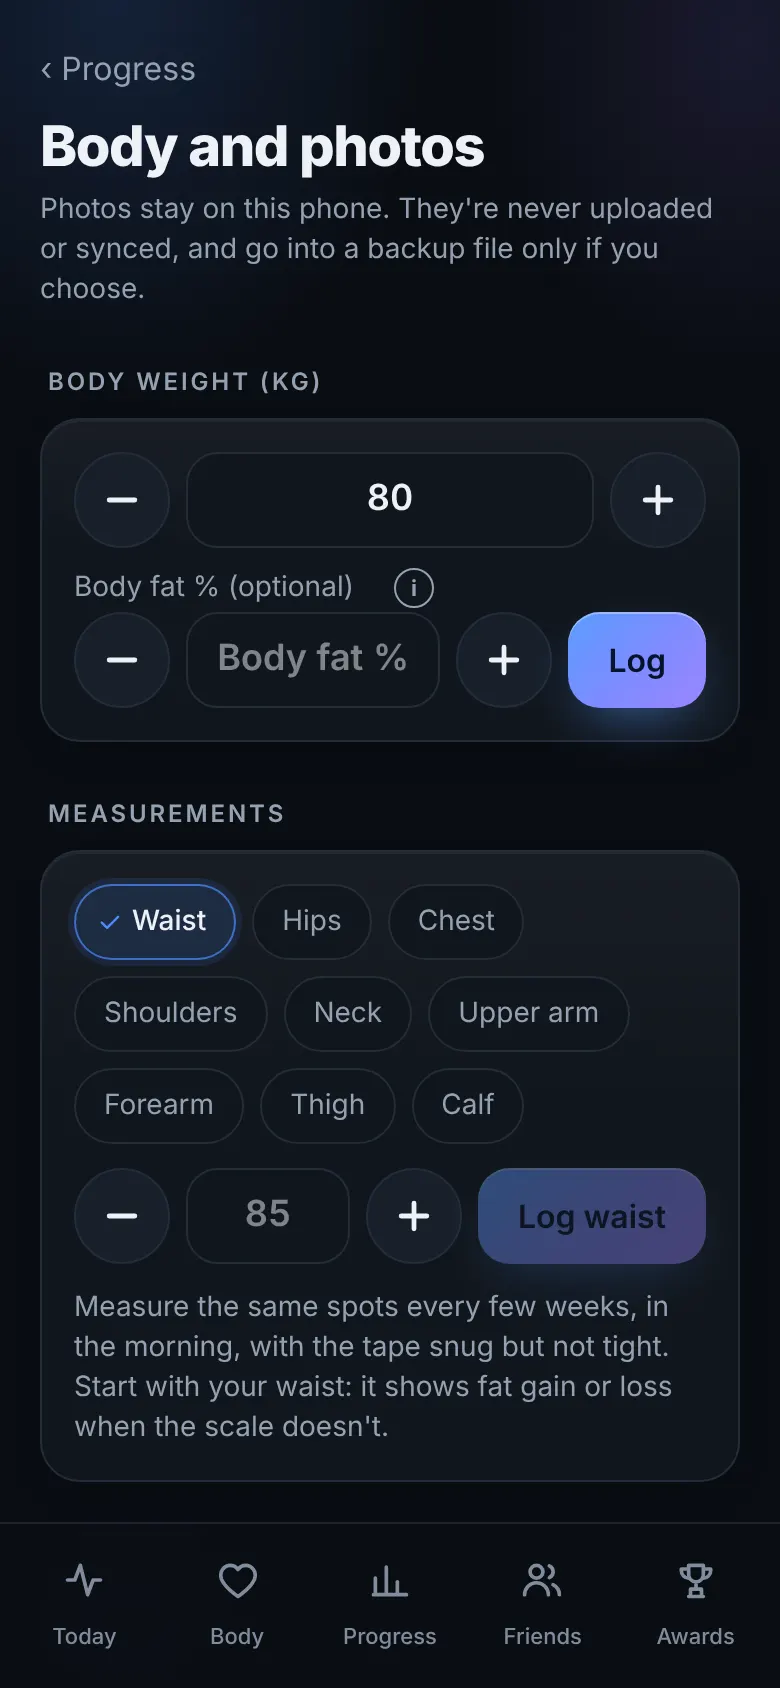 ‹ Progress
Body and photos
Photos stay on this phone. They're never uploaded
or synced, and go into a backup file only if you
choose.
BODY WEIGHT (KG)
80
Body fat % (optional) i
Body fat % Log
MEASUREMENTS
Waist Hips Chest
Shoulders Neck Upper arm
Forearm Thigh Calf
85 Log waist
Measure the same spots every few weeks, in
the morning, with the tape snug but not tight.
Start with your waist: it shows fat gain or loss
when the scale doesn't.
Today Body Progress Friends Awards